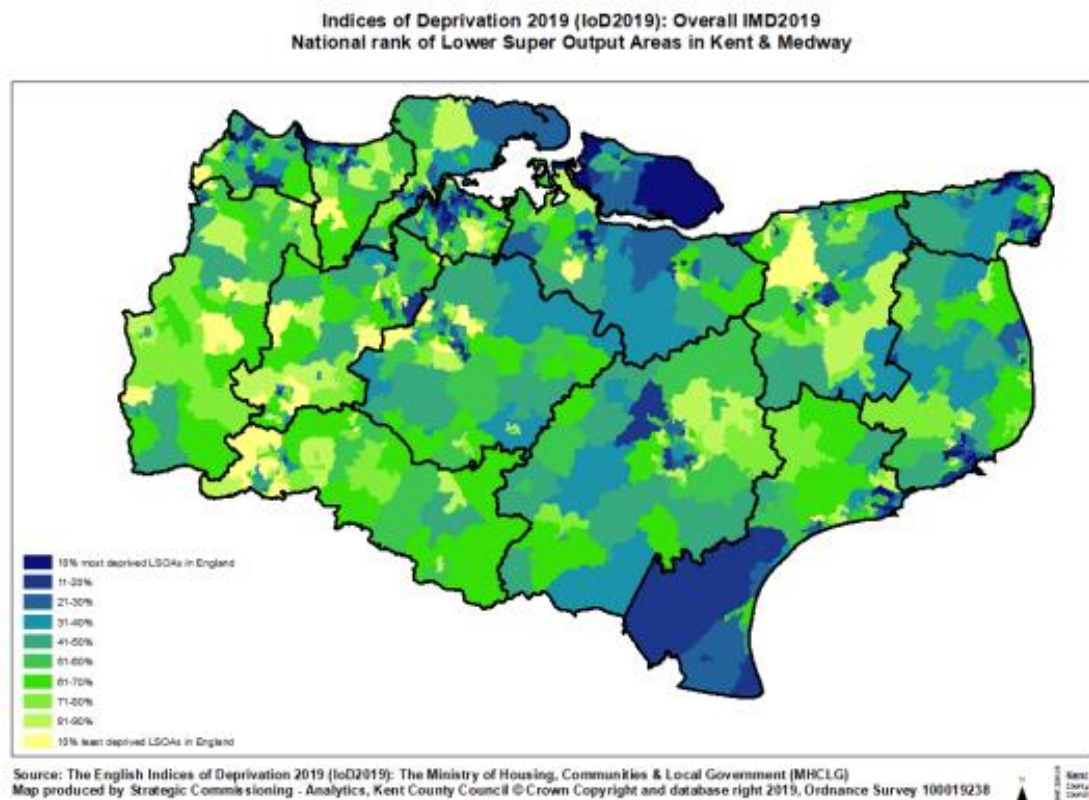 Indices of Deprivation 2019 (IoD2019): Overall IMD2019
National rank of Lower Super Output Areas in Kent & Medway
10% most deprived LSOAs in England
11-20%
21-30%
31-40%
41-50%
51-60%
61-70%
71-80%
81-90%
10% least deprived LSOAs in England
Source: The English Indices of Deprivation 2019 (IoD2019): The Ministry of Housing, Communities & Local Government (MHCLG)
Map produced by Strategic Commissioning - Analytics, Kent County Council © Crown Copyright and database right 2019, Ordnance Survey 100019238